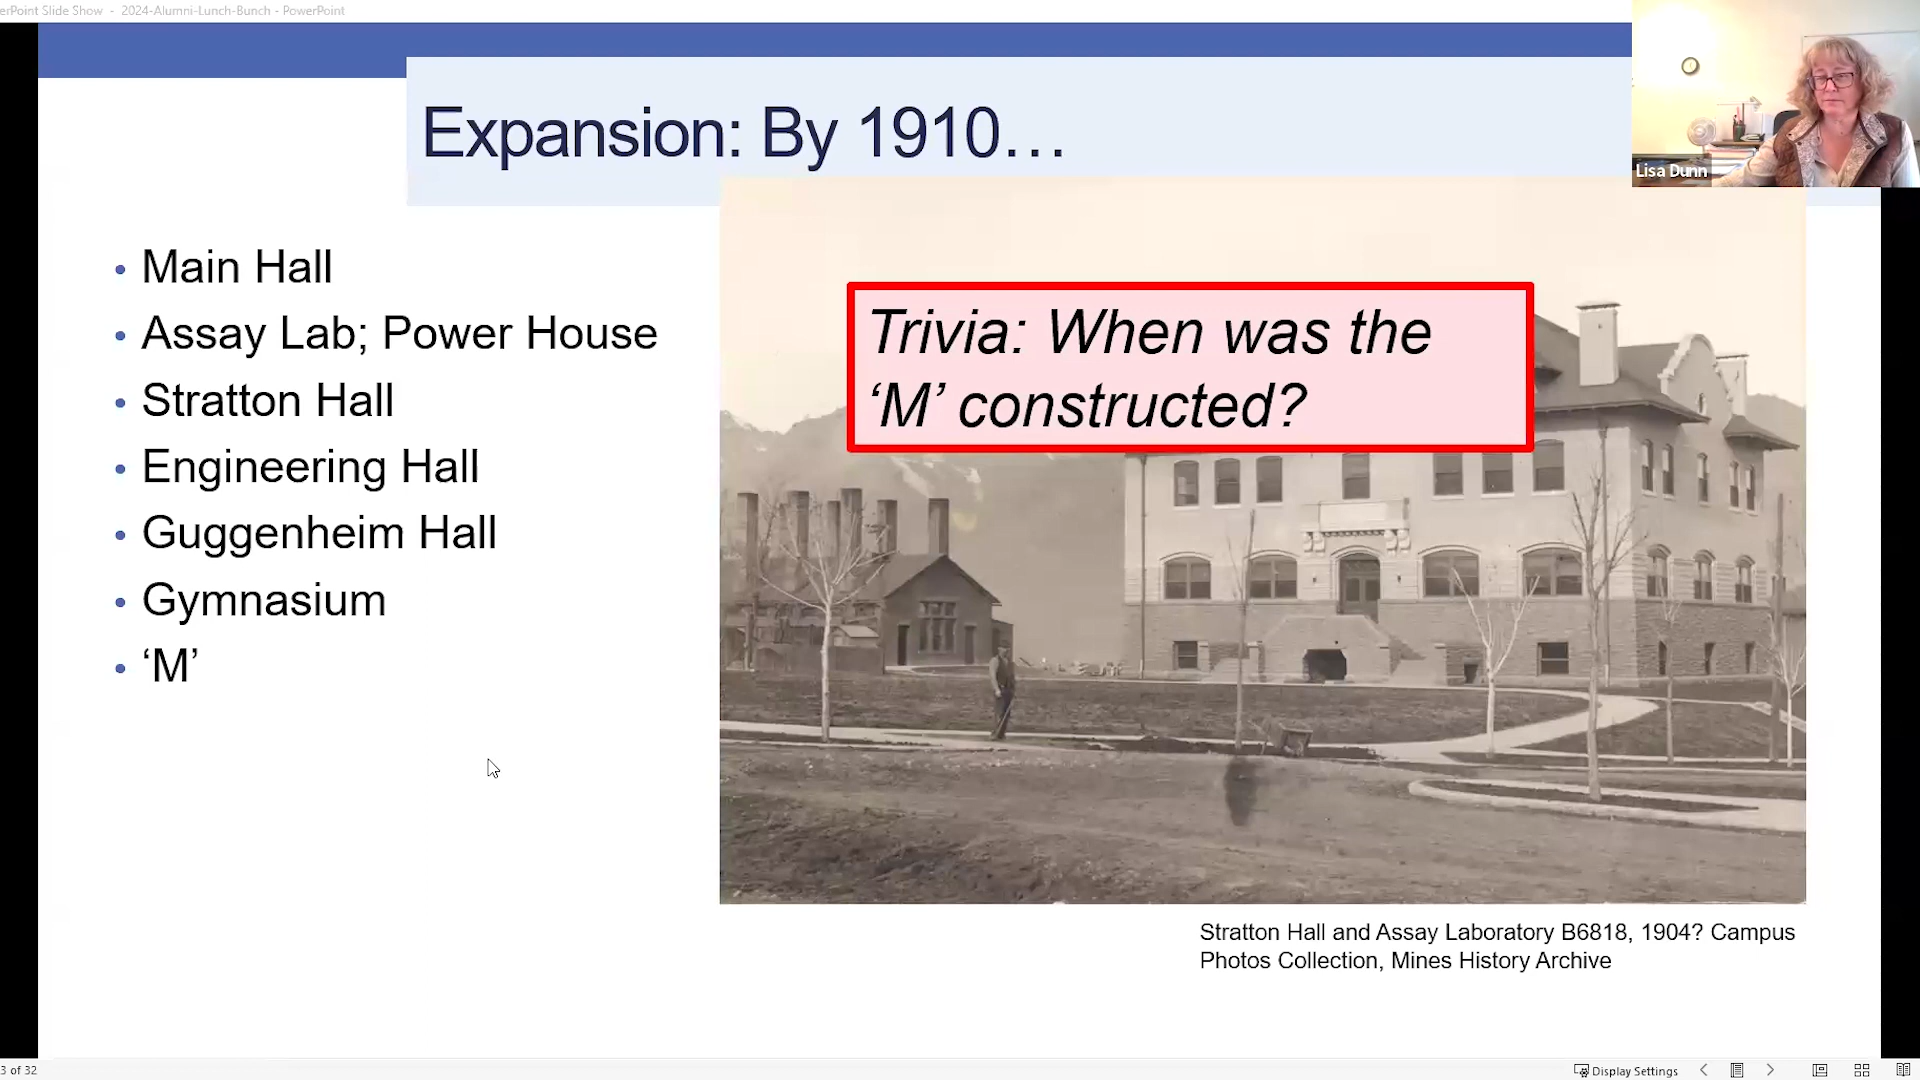 erPoint Slide Show - 2024-Alumni-Lunch-Bunch - PowerPoint
Expansion: By 1910…
Lisa Dunn
• Main Hall
• Assay Lab; Power House
• Stratton Hall
• Engineering Hall
• Guggenheim Hall
• Gymnasium
• ‘M’
Trivia: When was the
‘M’ constructed?
Stratton Hall and Assay Laboratory B6818, 1904? Campus
Photos Collection, Mines History Archive
3 of 32
Display Settings